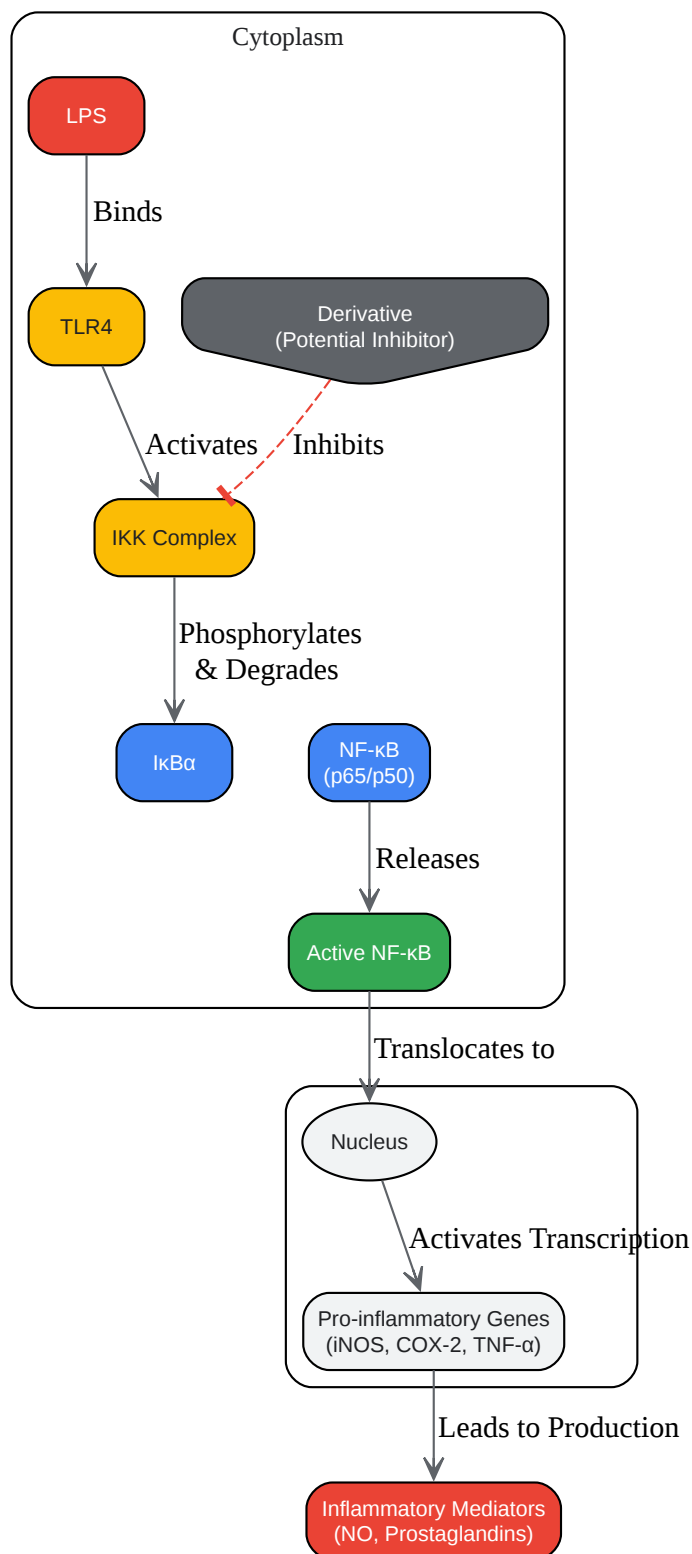 Cytoplasm
LPS
Binds
TLR4
Derivative
(Potential Inhibitor)
Activates
Inhibits
IKK Complex
Phosphorylates
& Degrades
IκBα
NF-κB
(p65/p50)
Releases
Active NF-κB
Translocates to
Nucleus
Activates Transcription
Pro-inflammatory Genes
(iNOS, COX-2, TNF-α)
Leads to Production
Inflammatory Mediators
(NO, Prostaglandins)